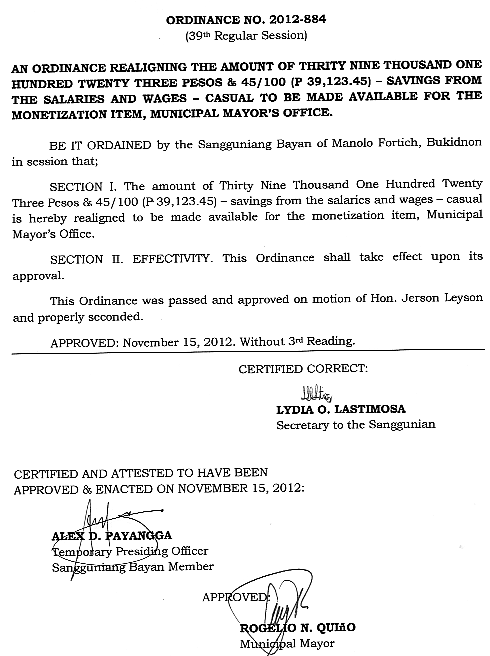 ORDINANCE NO. 2012-884
(39th Regular Session)
AN ORDINANCE REALIGNING THE AMOUNT OF THRITY NINE THOUSAND ONE
HUNDRED TWENTY THREE PESOS & 45/100 (P 39,123.45) – SAVINGS FROM
THE SALARIES AND WAGES – CASUAL TO BE MADE AVAILABLE FOR THE
MONETIZATION ITEM, MUNICIPAL MAYOR'S OFFICE.
BE IT ORDAINED by the Sangguniang Bayan of Manolo Fortich, Bukidnon
in session that;
SECTION I. The amount of Thirty Nine Thousand One Hundred Twenty
Three Pesos & 45/100 (P 39,123.45) – savings from the salaries and wages – casual
is hereby realigned to be made available for the monetization item, Municipal
Mayor's Office.
SECTION II. EFFECTIVITY. This Ordinance shall take effect upon its
approval.
This Ordinance was passed and approved on motion of Hon. Jerson Leyson
and properly seconded.
APPROVED: November 15, 2012. Without 3rd Reading.
CERTIFIED CORRECT:
LYDIA O. LASTIMOSA
Secretary to the Sanggunian
CERTIFIED AND ATTESTED TO HAVE BEEN
APPROVED & ENACTED ON NOVEMBER 15, 2012:
ALEX D. PAYANGGA
Temporary Presiding Officer
Sangguniang Bayan Member
APPROVED:
ROGELIO N. QUIÑO
Municipal Mayor